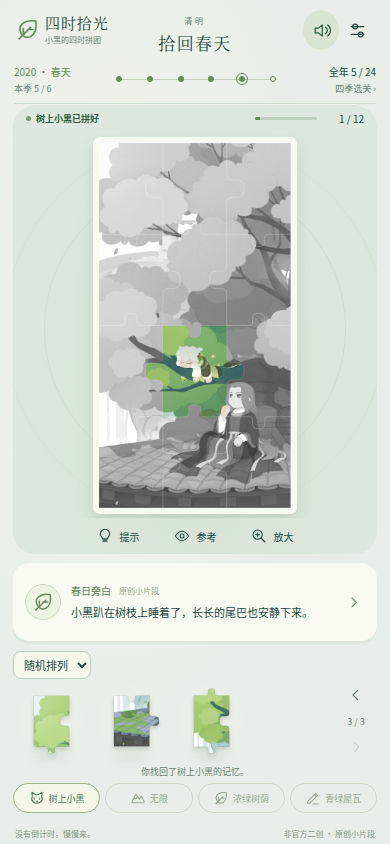 四时拾光
小黑的四时拼图
清明
拾回春天
2020 · 春天
本季 5 / 6
全年 5 / 24
四季选关 ›
树上小黑已拼好
1 / 12
提示
参考
放大
春日旁白 原创小片段
小黑趴在树枝上睡着了，长长的尾巴也安静下来。
随机排列
3 / 3
你找回了树上小黑的记忆。
树上小黑
无限
浓绿树荫
青绿屋瓦
没有倒计时，慢慢来。
非官方二创 · 原创小片段